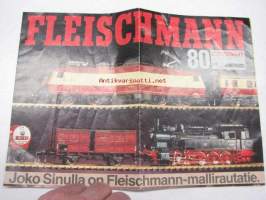 FLEISCHMANN
80
Antikvariaatti.net
Joko Sinulla on Fleischmann-mallirautatie.